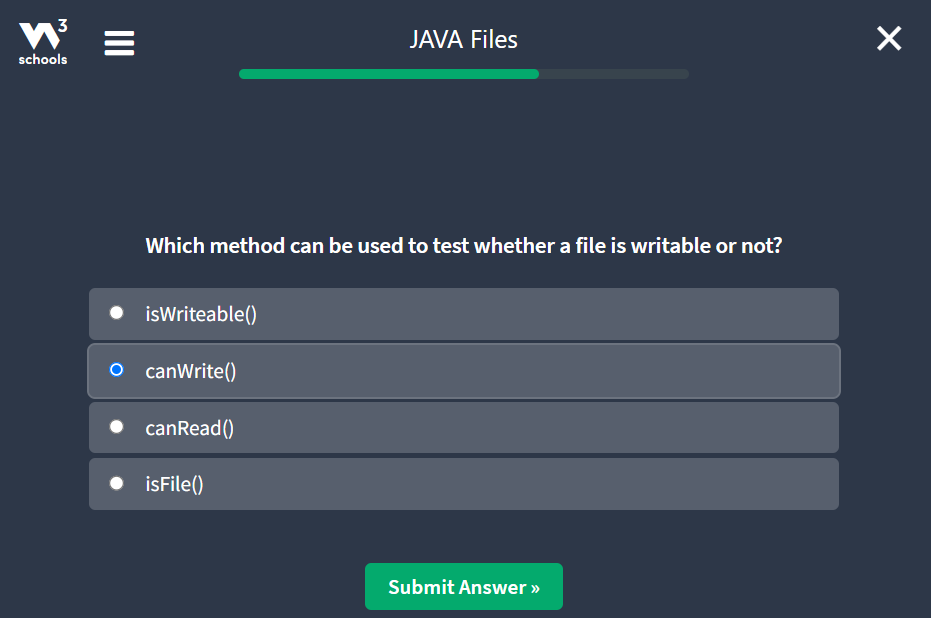 W3
schools
JAVA Files
Which method can be used to test whether a file is writable or not?
isWriteable()
canWrite()
canRead()
isFile()
Submit Answer »